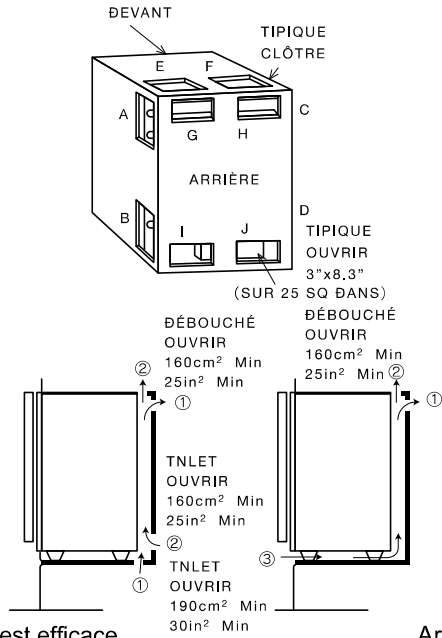 ĐEVANT
TIPIQUE
CLÔTRE
E F
A
C
G H
ARRIÈRE
B
D
I J
TIPIQUE
OUVRIR
3"x8.3"
(SUR 25 SQ ĐANS)
ĐÉBOUCHÉ
OUVRIR
160cm² Min
25in² Min
②
①
TNLET
OUVRIR
160cm² Min
25in² Min
②
①
TNLET
OUVRIR
190cm² Min
30in² Min
ĐÉBOUCHÉ
OUVRIR
160cm² Min
25in² Min
②
①
③
est efficace
Ar